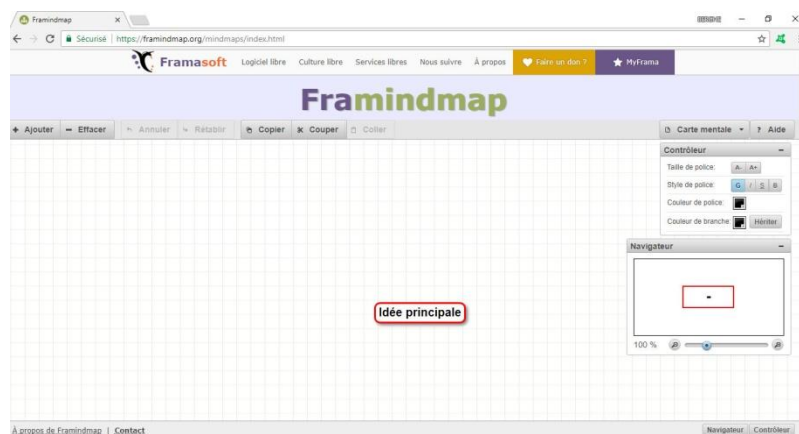 Framindmap
Sécurisé | https://framindmap.org/mindmaps/index.html
Framasoft Logiciel libre Culture libre Services libres Nous suivre À propos Faire un don ? MyFrama
Framindmap
+ Ajouter − Effacer Annuler Rétablir Copier Couper Coller Carte mentale ? Aide
Contrôleur −
Taille de police: A- A+
Style de police: G I S B
Couleur de police:
Couleur de branche Hériter
Navigateur −
Idée principale
100 %
À propos de Framindmap | Contact Navigateur Contrôleur